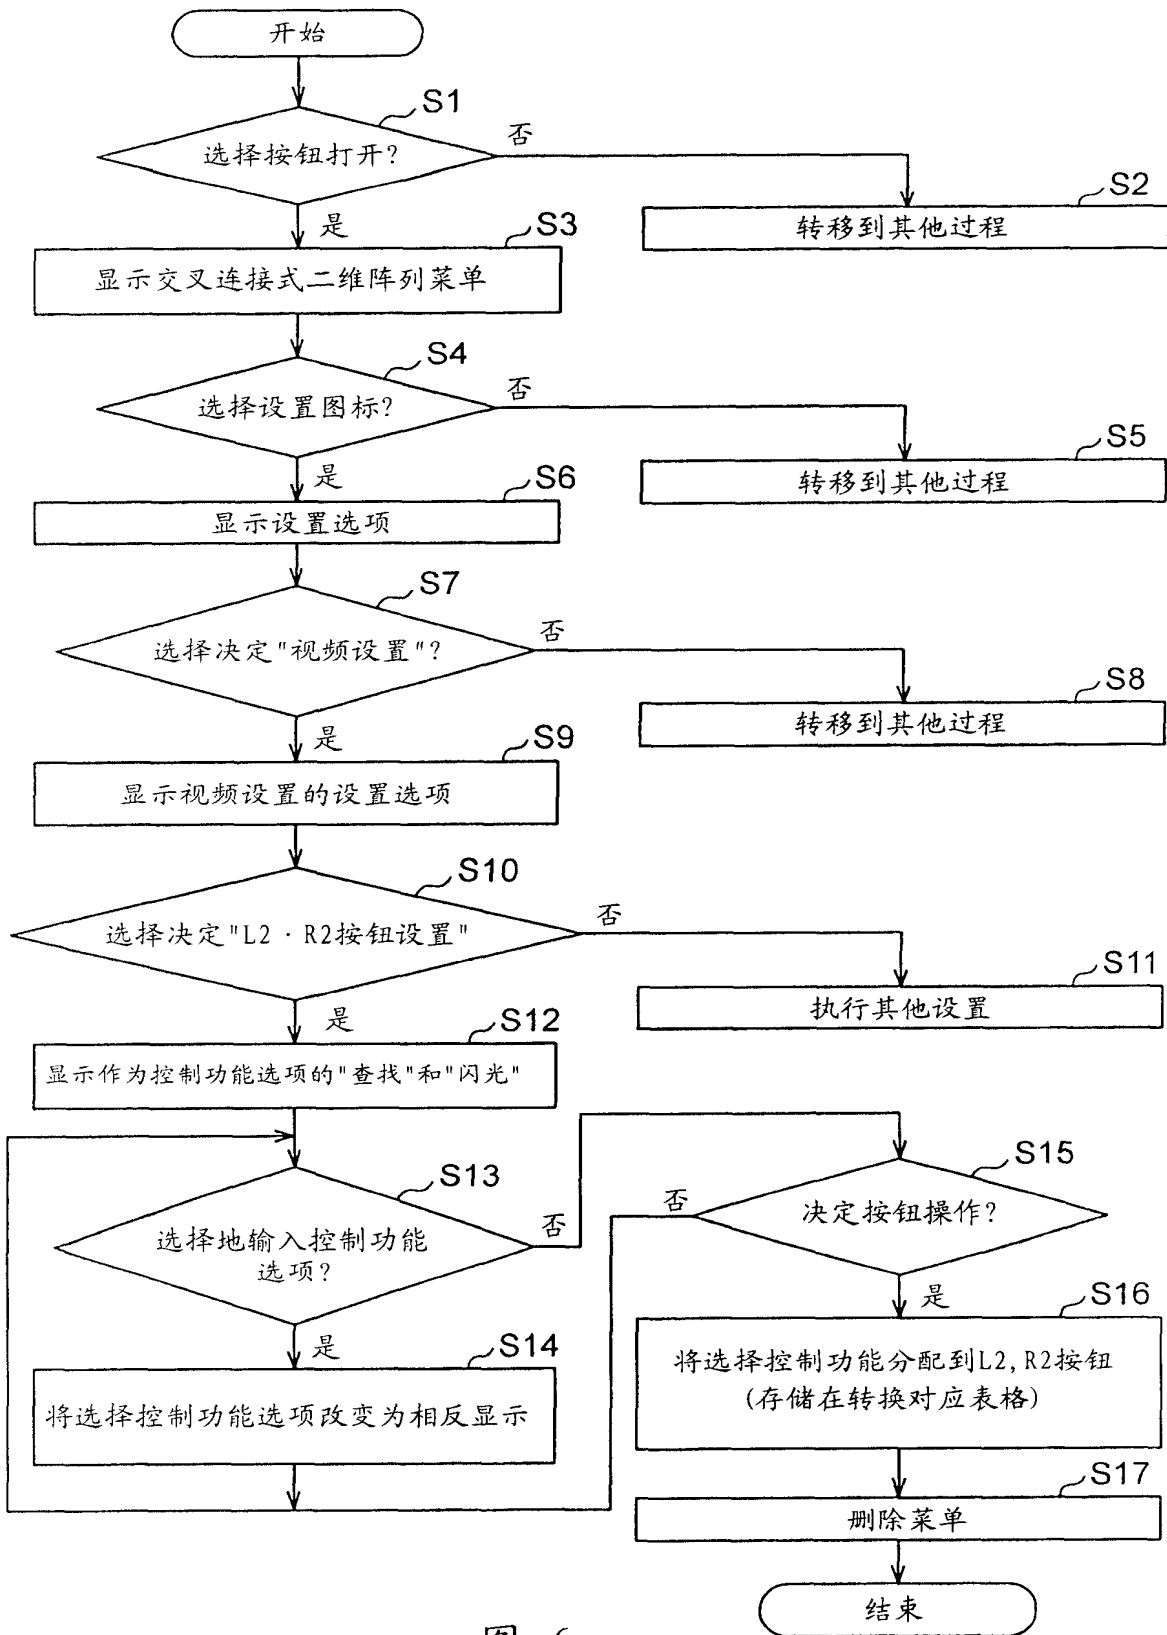 开始
S1
选择按钮打开?
否
S2
转移到其他过程
是
S3
显示交叉连接式二维阵列菜单
S4
选择设置图标?
否
S5
转移到其他过程
是
S6
显示设置选项
S7
选择决定"视频设置"?
否
S8
转移到其他过程
是
S9
显示视频设置的设置选项
S10
选择决定"L2·R2按钮设置"
否
S11
执行其他设置
是
S12
显示作为控制功能选项的"查找"和"闪光"
S13
选择地输入控制功能
选项?
否
是
S14
将选择控制功能选项改变为相反显示
S15
决定按钮操作?
否
是
S16
将选择控制功能分配到L2,R2按钮
(存储在转换对应表格)
S17
删除菜单
结束
图 6